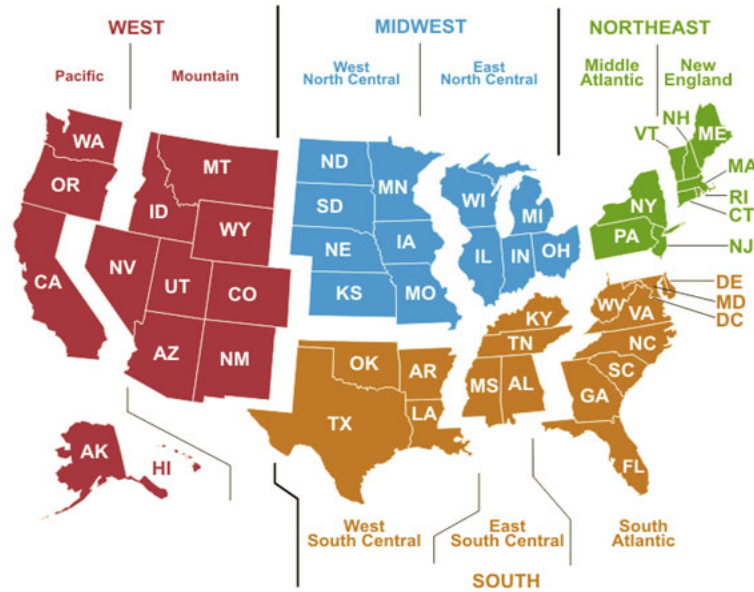 WEST
MIDWEST
NORTHEAST
Pacific
Mountain
West
North Central
East
North Central
Middle
Atlantic
New
England
WA
OR
CA
MT
ID
WY
NV
UT
CO
AZ
NM
AK
HI
ND
SD
NE
KS
MN
IA
MO
WI
MI
IL
IN
OH
VT
NH
ME
MA
RI
CT
NY
PA
NJ
DE
MD
DC
WV
VA
NC
SC
GA
FL
KY
TN
MS
AL
OK
AR
TX
LA
West
South Central
East
South Central
South
Atlantic
SOUTH